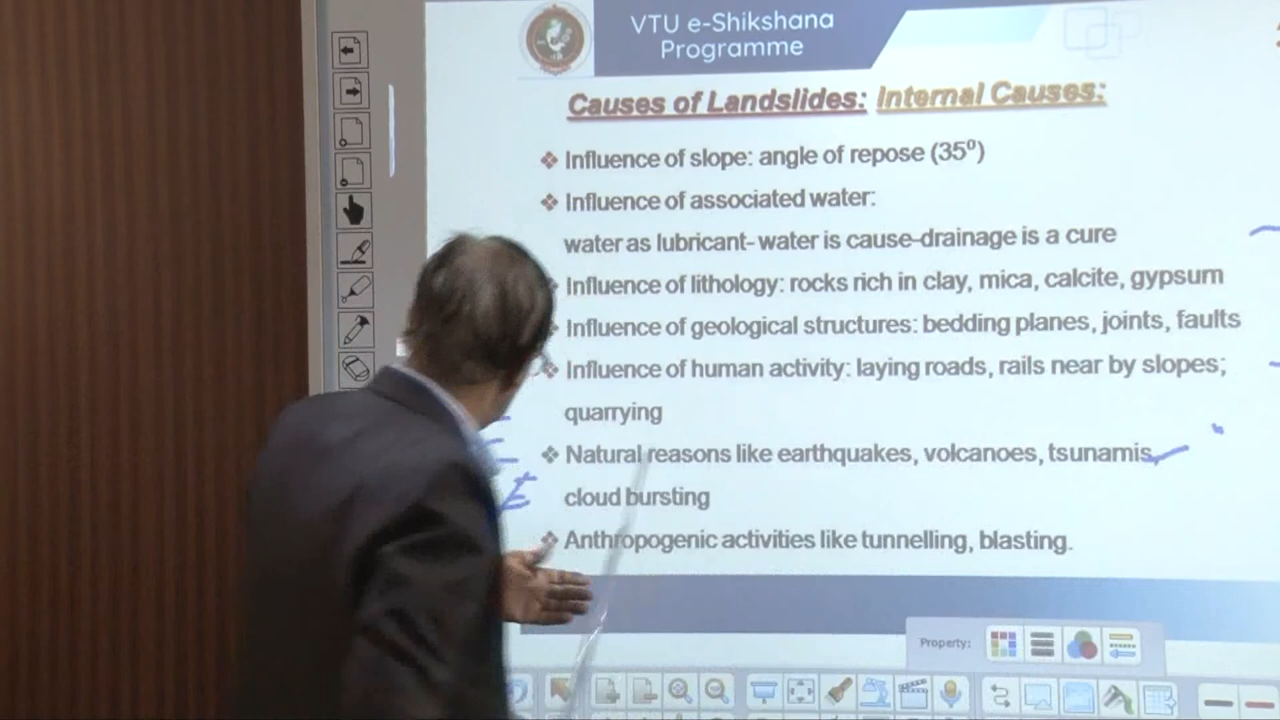 VTU e-Shikshana
Programme
Causes of Landslides: Internal Causes:
❖ Influence of slope: angle of repose (35⁰)
❖ Influence of associated water:
water as lubricant- water is cause-drainage is a cure
Influence of lithology: rocks rich in clay, mica, calcite, gypsum
Influence of geological structures: bedding planes, joints, faults
❖ Influence of human activity: laying roads, rails near by slopes;
quarrying
❖ Natural reasons like earthquakes, volcanoes, tsunamis,
cloud bursting
❖ Anthropogenic activities like tunnelling, blasting.
Property: